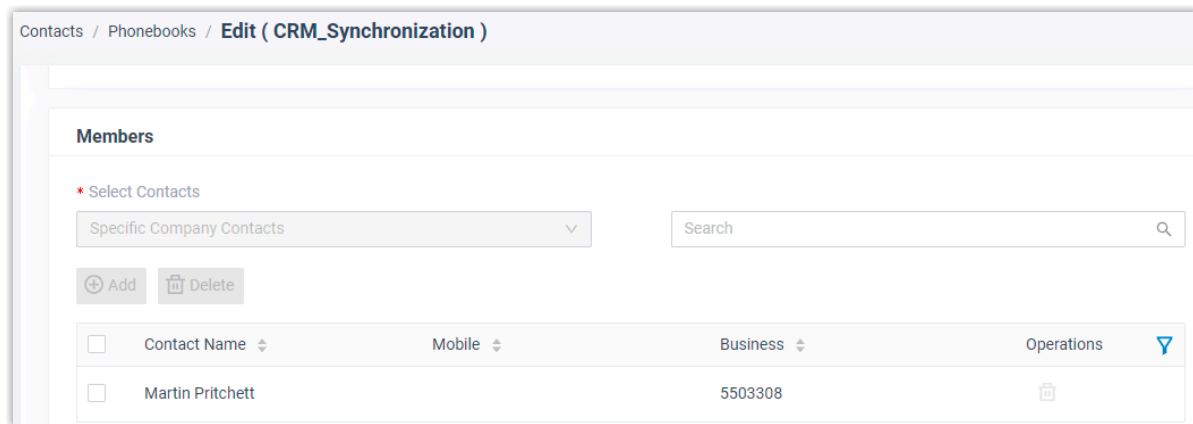 Contacts / Phonebooks / Edit ( CRM_Synchronization )
Members
* Select Contacts
Specific Company Contacts
Search
Add Delete
Contact Name Mobile Business Operations
Martin Pritchett 5503308